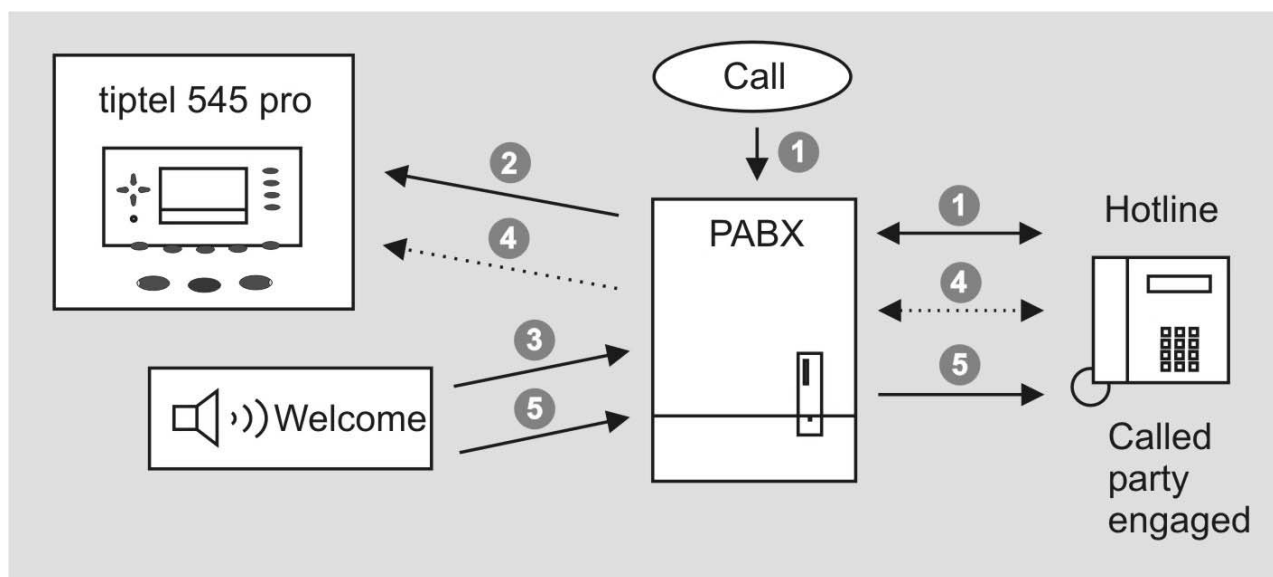 Call
tiptel 545 pro
1
2
1
Hotline
PABX
4
4
3
5
5
Welcome
Called
party
engaged